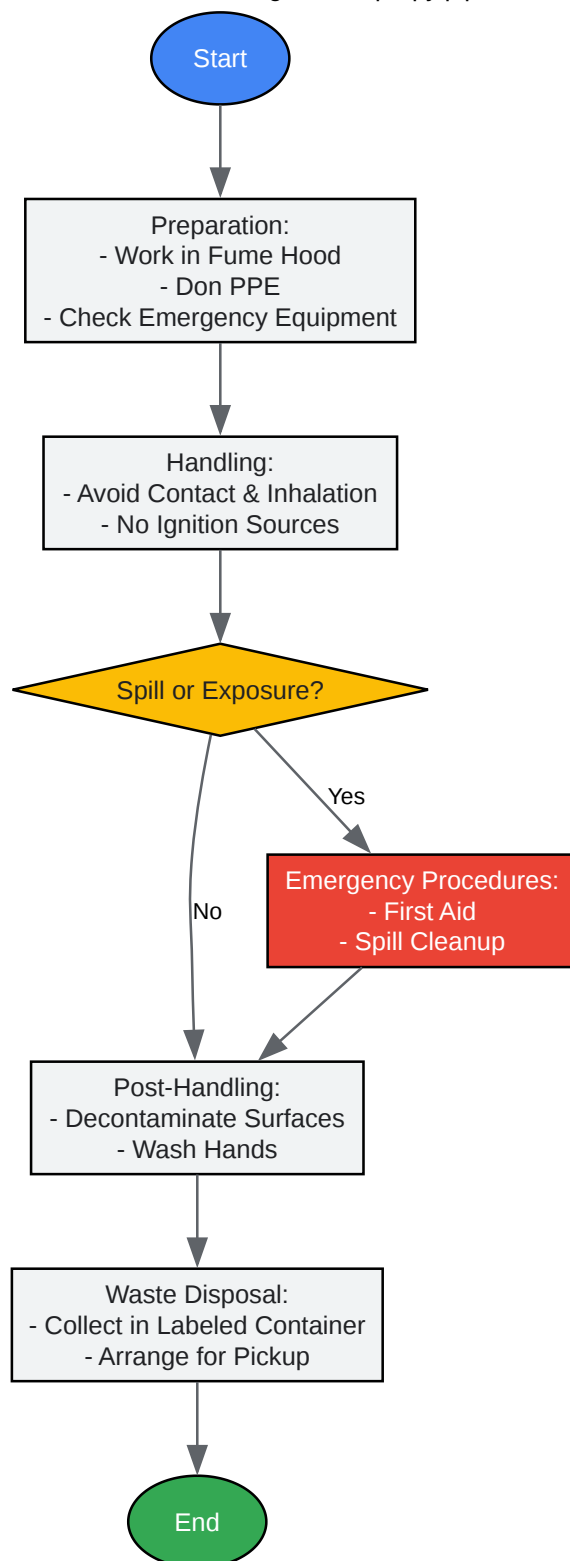 Start
Preparation:
- Work in Fume Hood
- Don PPE
- Check Emergency Equipment
Handling:
- Avoid Contact & Inhalation
- No Ignition Sources
Spill or Exposure?
Yes
Emergency Procedures:
- First Aid
- Spill Cleanup
No
Post-Handling:
- Decontaminate Surfaces
- Wash Hands
Waste Disposal:
- Collect in Labeled Container
- Arrange for Pickup
End